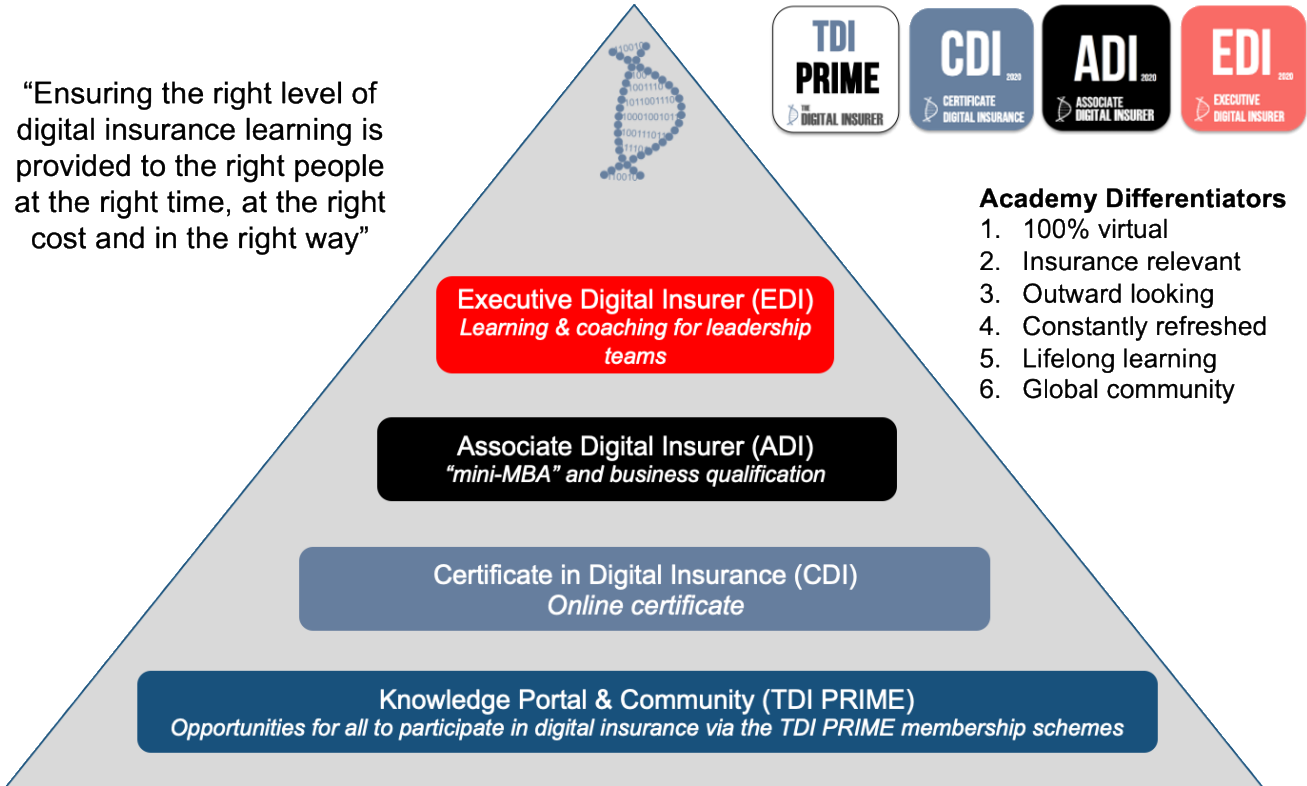 “Ensuring the right level of
digital insurance learning is
provided to the right people
at the right time, at the right
cost and in the right way”
TDI
PRIME
THE
DIGITAL INSURER
CDI 2020
CERTIFICATE
DIGITAL INSURANCE
ADI 2020
ASSOCIATE
DIGITAL INSURER
EDI 2020
EXECUTIVE
DIGITAL INSURER
Academy Differentiators
1. 100% virtual
2. Insurance relevant
3. Outward looking
4. Constantly refreshed
5. Lifelong learning
6. Global community
Executive Digital Insurer (EDI)
Learning & coaching for leadership
teams
Associate Digital Insurer (ADI)
“mini-MBA” and business qualification
Certificate in Digital Insurance (CDI)
Online certificate
Knowledge Portal & Community (TDI PRIME)
Opportunities for all to participate in digital insurance via the TDI PRIME membership schemes